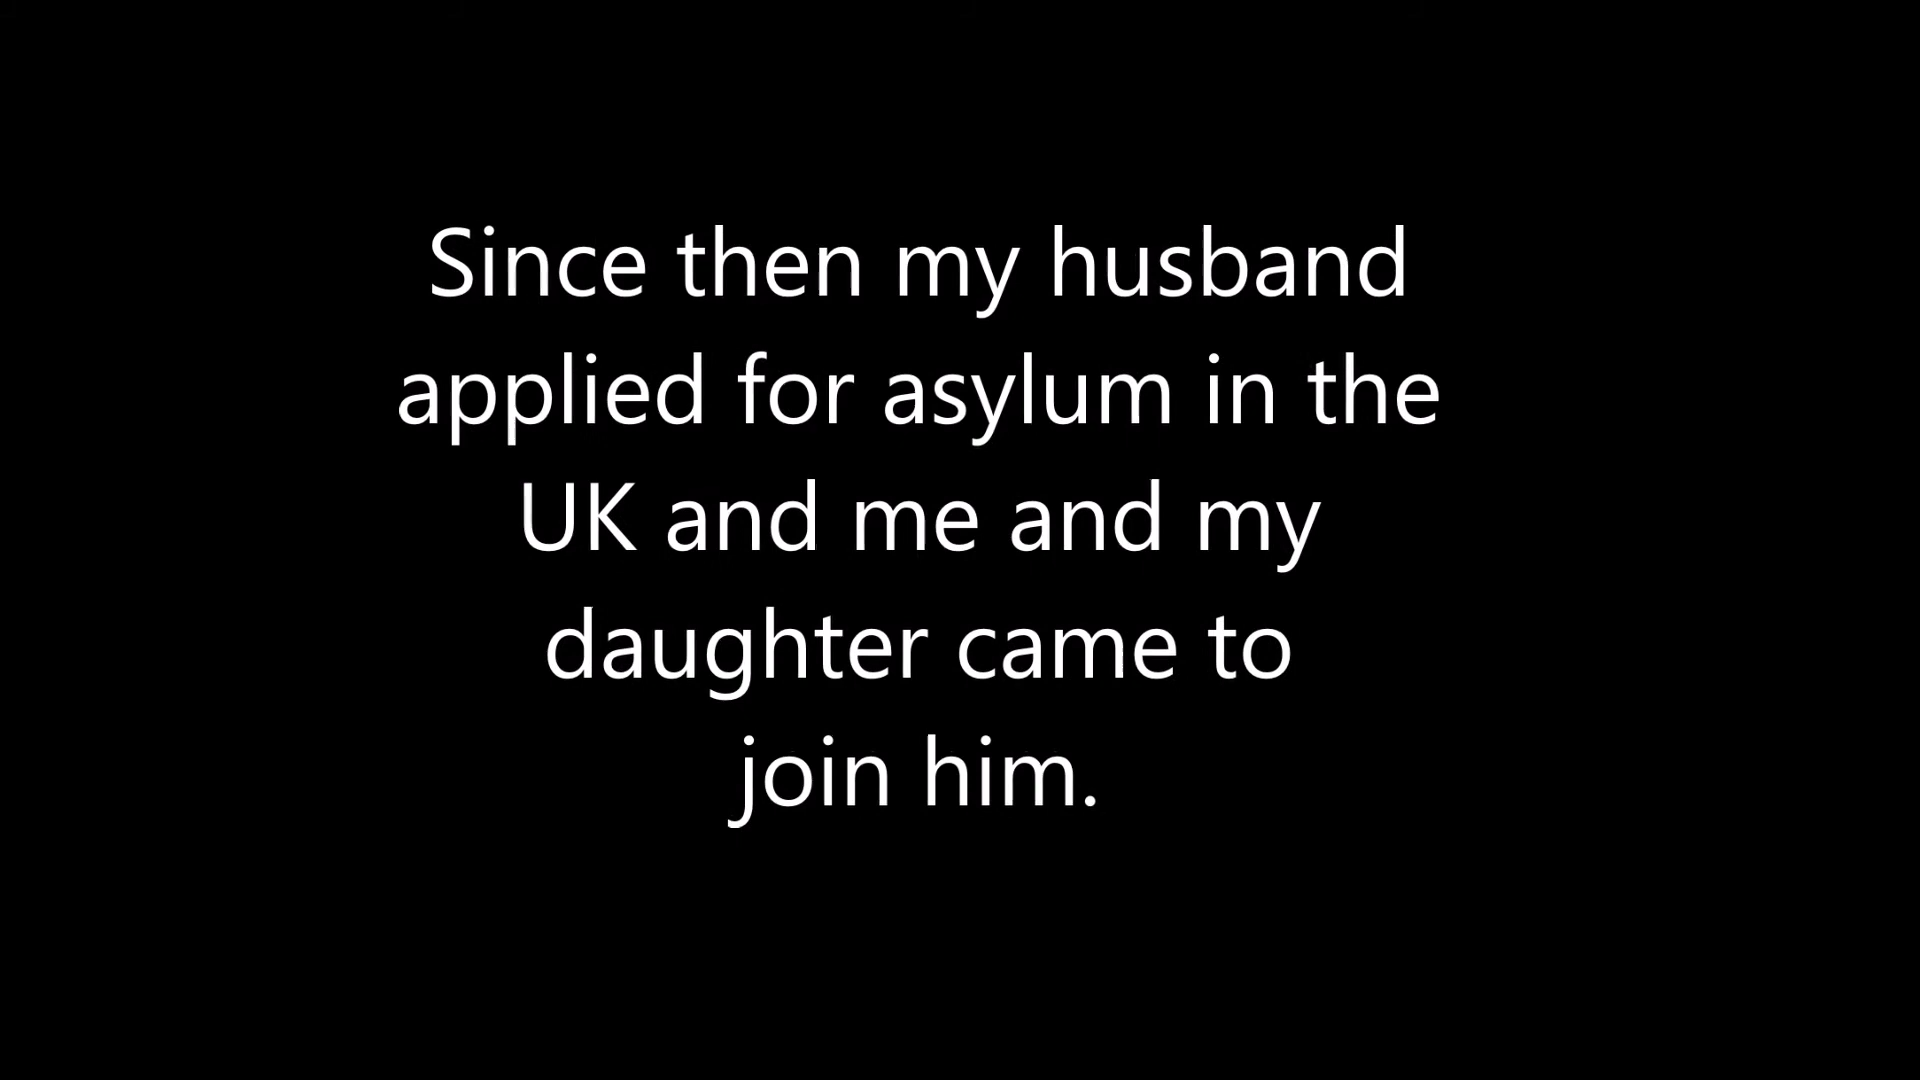 Since then my husband
applied for asylum in the
UK and me and my
daughter came to
join him.